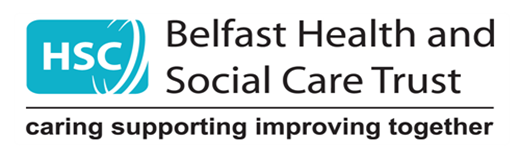 HSC
Belfast Health and
Social Care Trust
caring supporting improving together